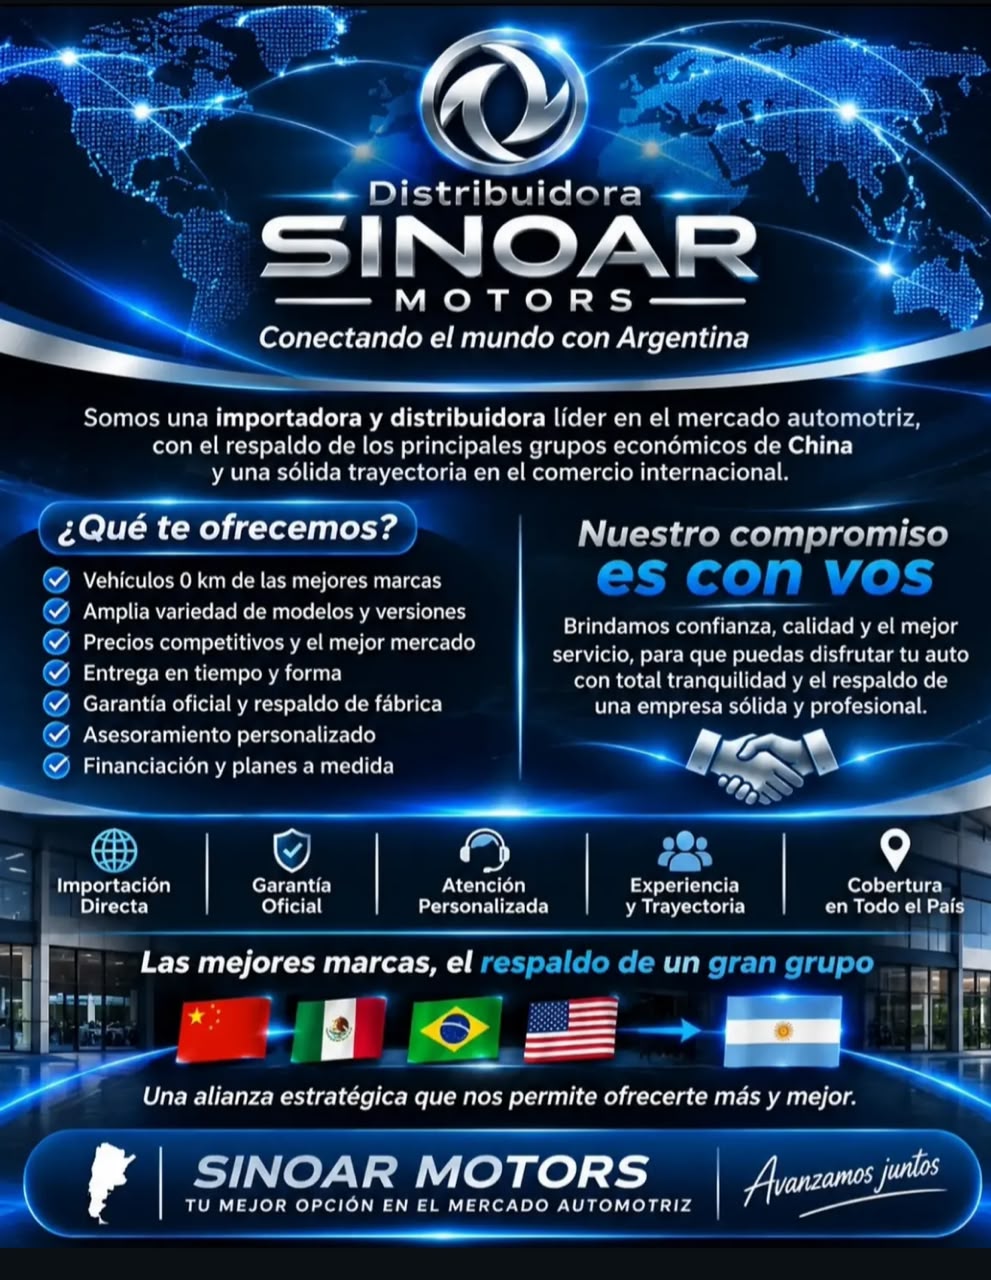 Distribuidora
SINOAR
MOTORS
Conectando el mundo con Argentina
Somos una importadora y distribuidora líder en el mercado automotriz,
con el respaldo de los principales grupos económicos de China
y una sólida trayectoria en el comercio internacional.
¿Qué te ofrecemos?
Vehículos 0 km de las mejores marcas
Amplia variedad de modelos y versiones
Precios competitivos y el mejor mercado
Entrega en tiempo y forma
Garantía oficial y respaldo de fábrica
Asesoramiento personalizado
Financiación y planes a medida
Nuestro compromiso
es con vos
Brindamos confianza, calidad y el mejor
servicio, para que puedas disfrutar tu auto
con total tranquilidad y el respaldo de
una empresa sólida y profesional.
Importación
Directa
Garantía
Oficial
Atención
Personalizada
Experiencia
y Trayectoria
Cobertura
en Todo el País
Las mejores marcas, el respaldo de un gran grupo
Una alianza estratégica que nos permite ofrecerte más y mejor.
SINOAR MOTORS
TU MEJOR OPCIÓN EN EL MERCADO AUTOMOTRIZ
Avanzamos juntos